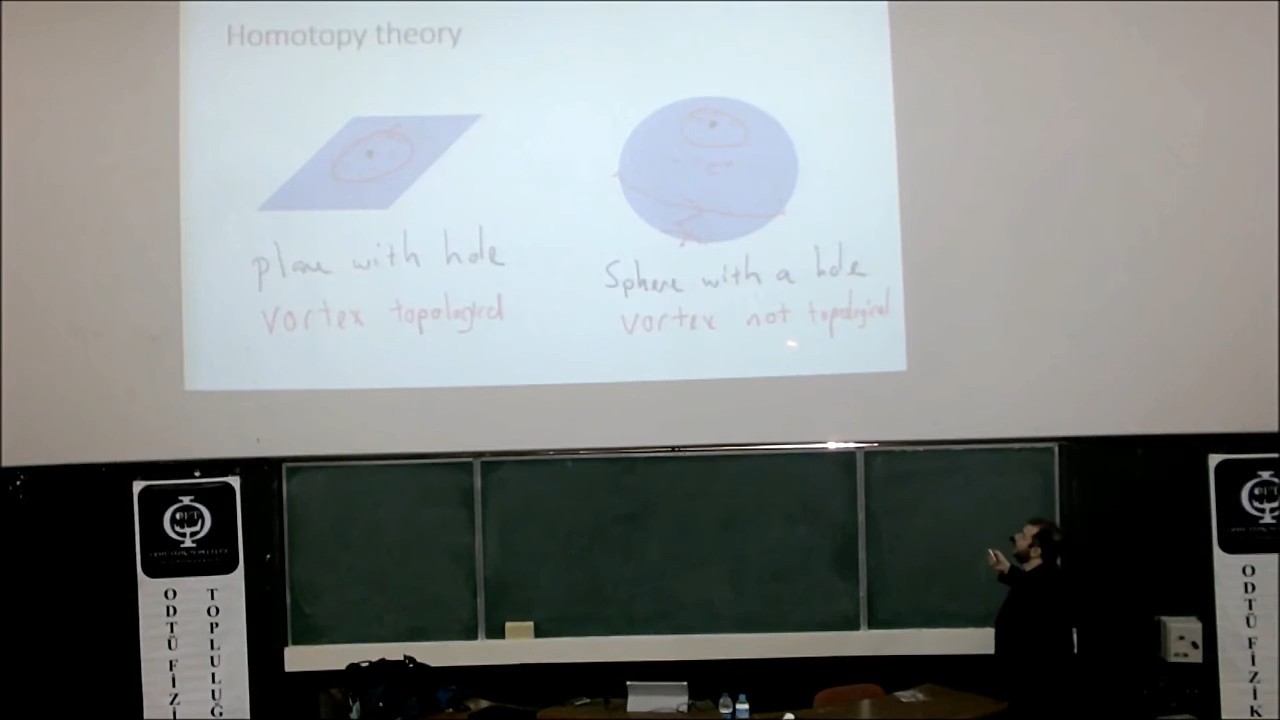 Homotopy theory
plane with hole
vortex topological
Sphere with a hole
vortex not topological
ODTÜ FİZİ
TOPLULUĞ
ODTÜ FİZİK